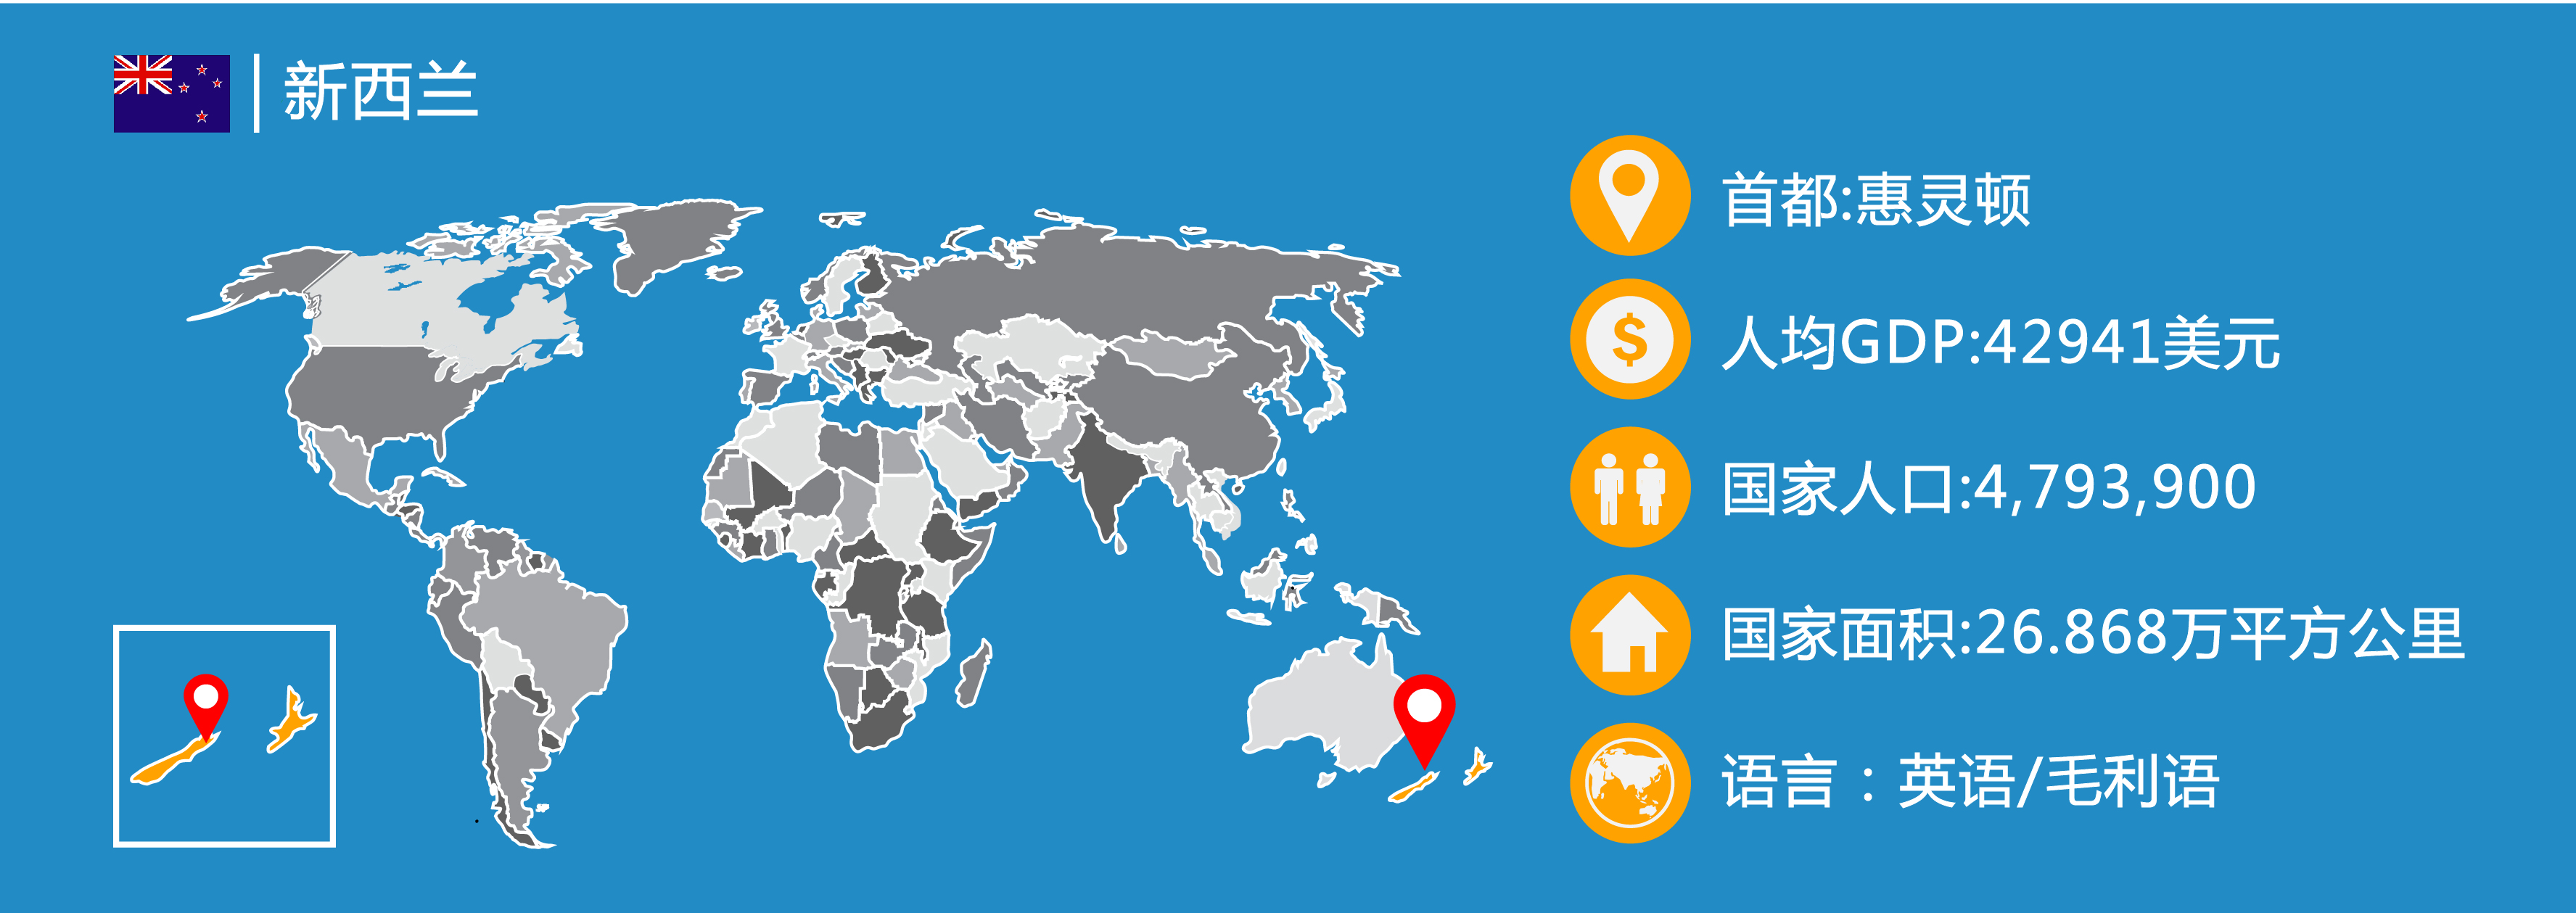 新西兰
首都:惠灵顿
人均GDP:42941美元
国家人口:4,793,900
国家面积:26.868万平方公里
语言：英语/毛利语